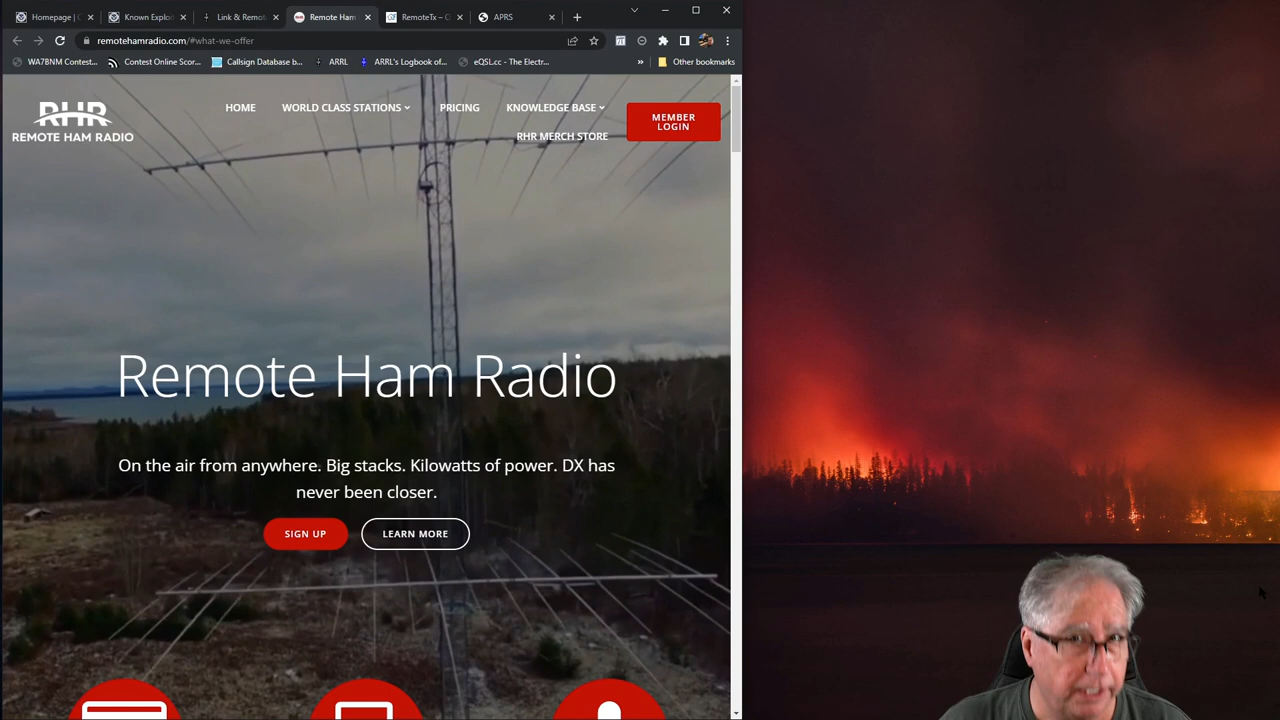 Homepage | C
Known Explo
Link & Remo
Remote Ham
RemoteTx – O
APRS
remotehamradio.com/#what-we-offer
WA7BNM Contest...
Contest Online Scor...
Callsign Database b...
ARRL
ARRL's Logbook of...
eQSL.cc - The Electr...
»
Other bookmarks
RHR
REMOTE HAM RADIO
HOME
WORLD CLASS STATIONS
PRICING
KNOWLEDGE BASE
RHR MERCH STORE
MEMBER
LOGIN
Remote Ham Radio
On the air from anywhere. Big stacks. Kilowatts of power. DX has
never been closer.
SIGN UP
LEARN MORE